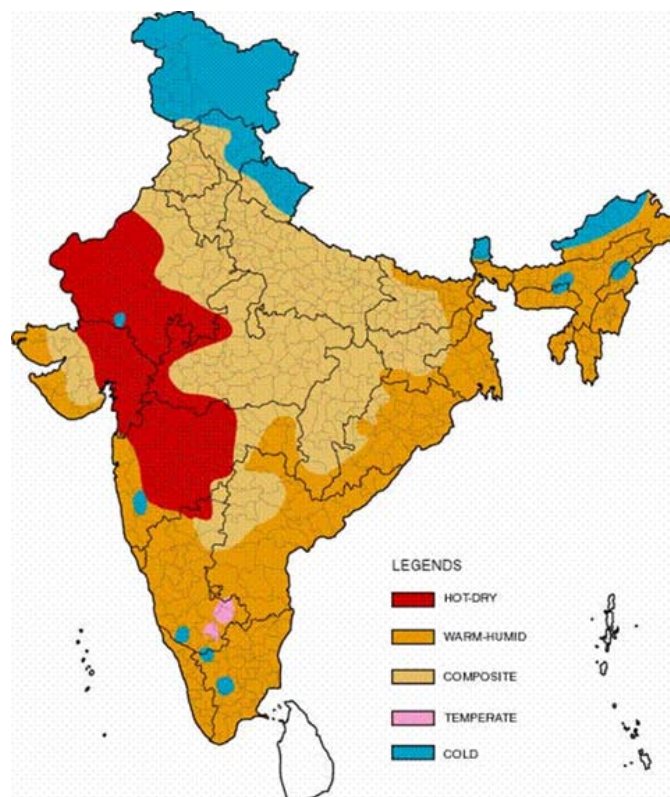 LEGENDS
HOT-DRY
WARM-HUMID
COMPOSITE
TEMPERATE
COLD